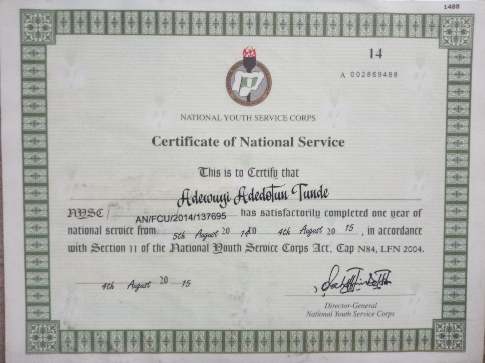 1488
14
A 002869488
NATIONAL YOUTH SERVICE CORPS
Certificate of National Service
This is to Certify that
Adewuyi Adedotun Tunde
NYSC/ AN/FCU/2014/137695 has satisfactorily completed one year of
national service from 5th August 20 14 to 4th August 20 15 , in accordance
with Section 11 of the National Youth Service Corps Act, Cap N84, LFN 2004.
4th August 20 15
Director-General
National Youth Service Corps